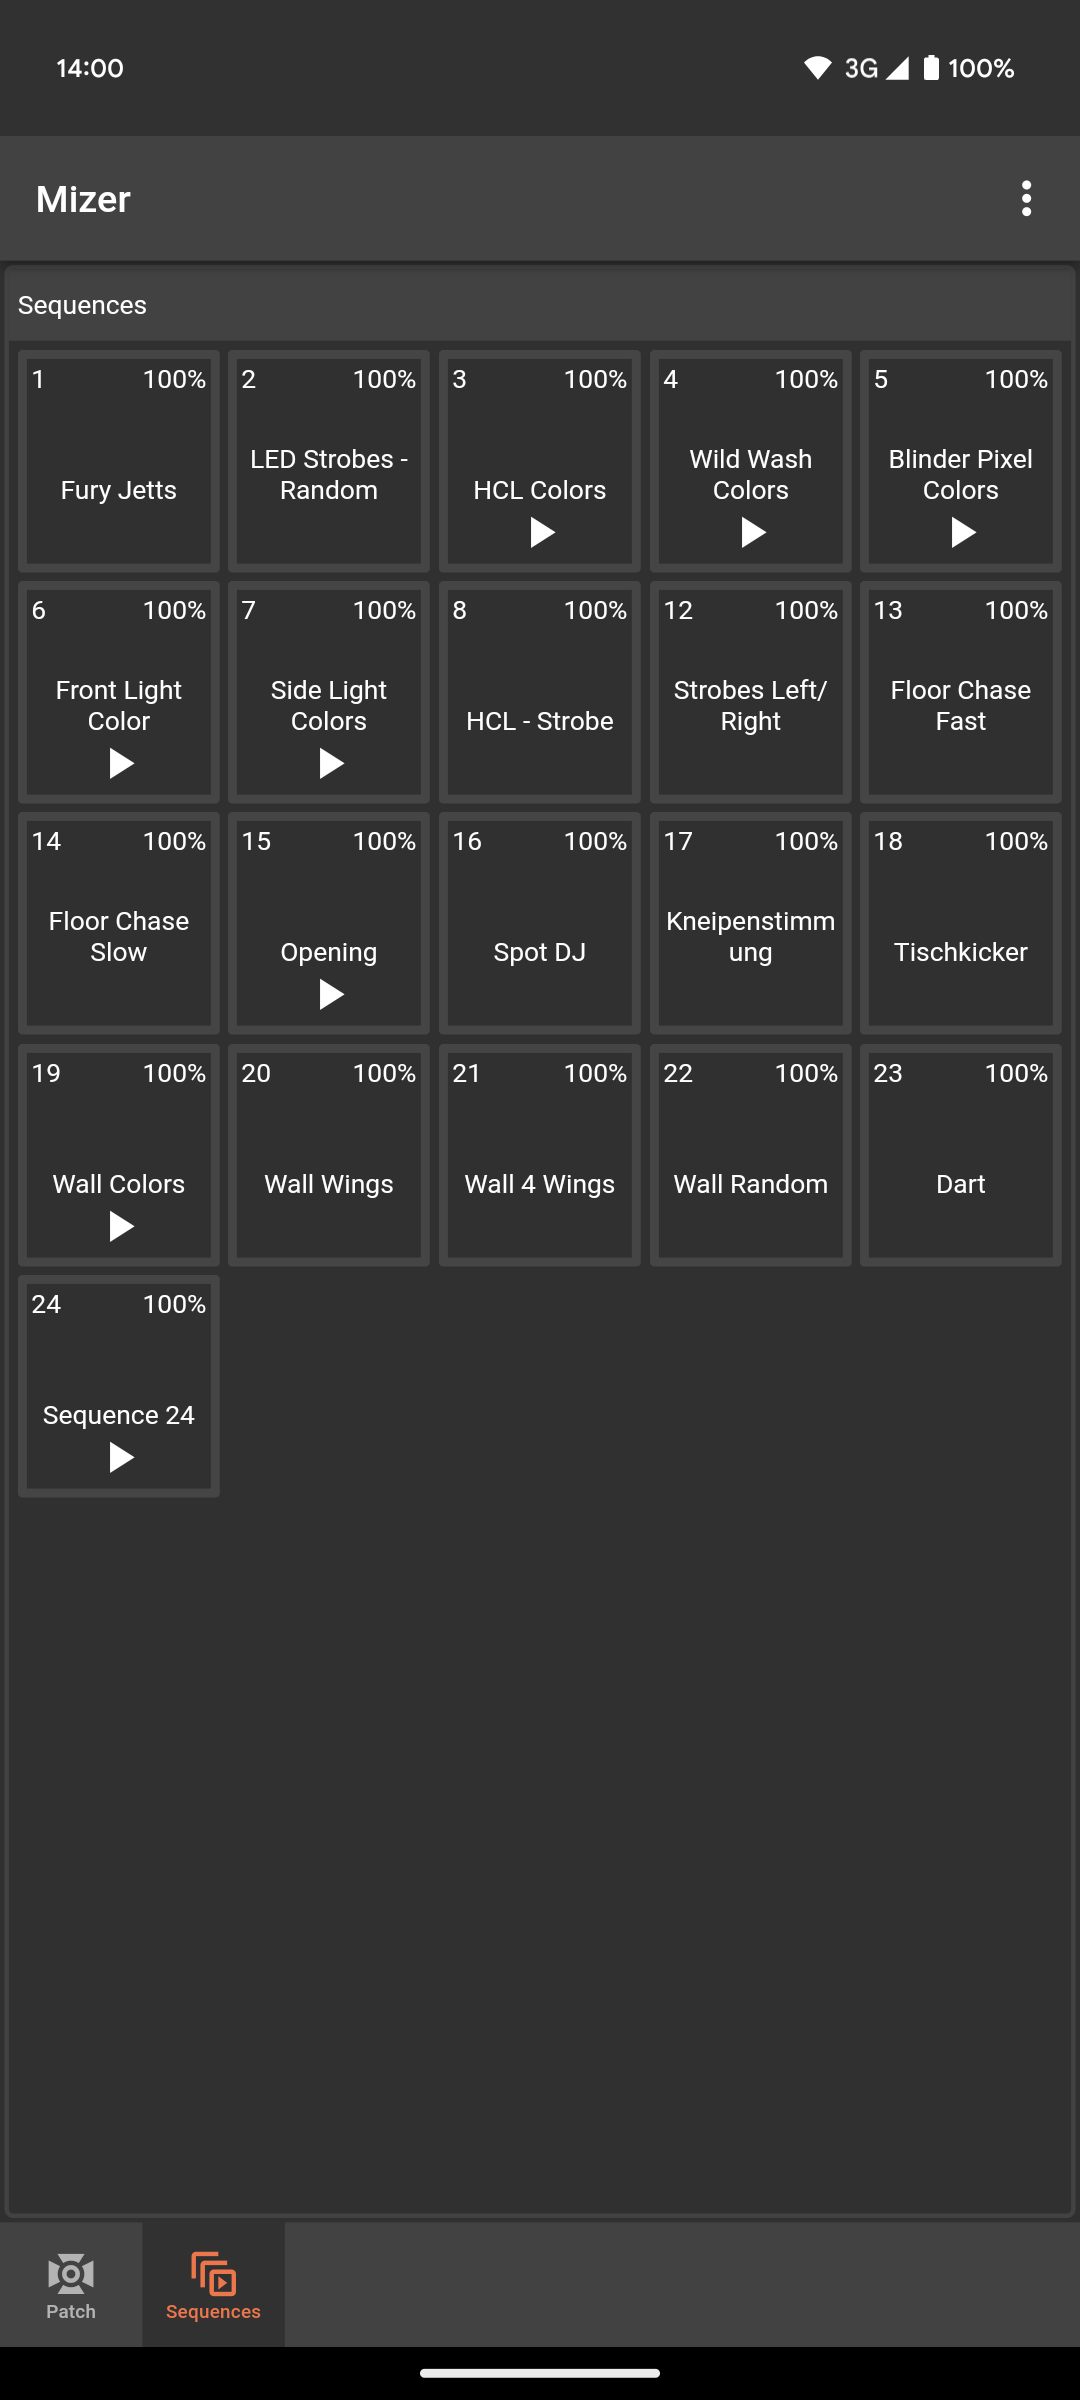 14:00 3G 100%
Mizer
Sequences
1 100% 2 100% 3 100% 4 100% 5 100%
Fury Jetts
LED Strobes -
Random
HCL Colors
Wild Wash
Colors
Blinder Pixel
Colors
6 100% 7 100% 8 100% 12 100% 13 100%
Front Light
Color
Side Light
Colors
HCL - Strobe
Strobes Left/
Right
Floor Chase
Fast
14 100% 15 100% 16 100% 17 100% 18 100%
Floor Chase
Slow
Opening
Spot DJ
Kneipenstimm
ung
Tischkicker
19 100% 20 100% 21 100% 22 100% 23 100%
Wall Colors
Wall Wings
Wall 4 Wings
Wall Random
Dart
24 100%
Sequence 24
Patch
Sequences